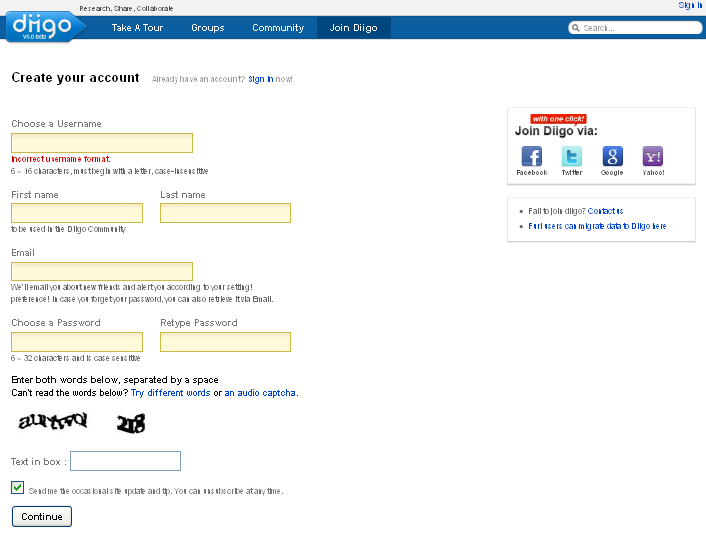 Research, Share, Collaborate
Sign In
diigo
V5.0 beta
Take A Tour Groups Community Join Diigo
Search...
Create your account Already have an account? Sign in now!
Choose a Username
Incorrect username format.
6 ~ 16 characters, must begin with a letter, case-insensitive
First name Last name
to be used in the Diigo Community
Email
We'll email you about new friends and alert you according to your setting!
preference! In case you forget your password, you can also retrieve it via Email.
Choose a Password Retype Password
6 ~ 32 characters and is case sensitive
Enter both words below, separated by a space
Can't read the words below? Try different words or an audio captcha.
Text in box :
Send me the occasional site update and tip. You can unsubscribe at any time.
Continue
with one click!
Join Diigo via:
Facebook Twitter Google Yahoo!
Fail to join diigo? Contact us
Furl users can migrate data to Diigo here